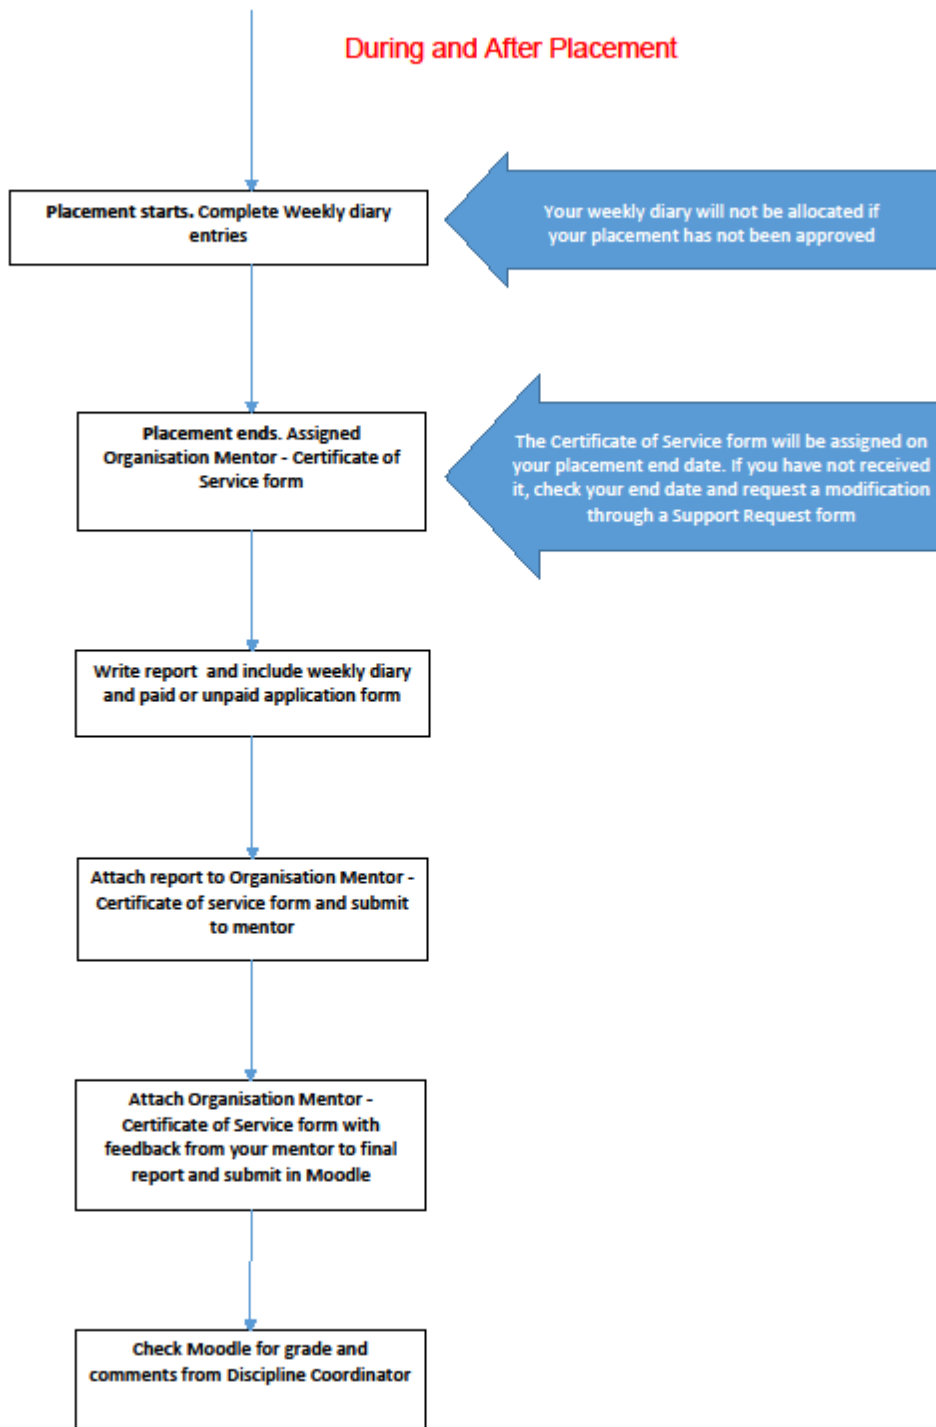 During and After Placement
Placement starts. Complete Weekly diary
entries
Your weekly diary will not be allocated if
your placement has not been approved
Placement ends. Assigned
Organisation Mentor - Certificate of
Service form
The Certificate of Service form will be assigned on
your placement end date. If you have not received
it, check your end date and request a modification
through a Support Request form
Write report  and include weekly diary
and paid or unpaid application form
Attach report to Organisation Mentor -
Certificate of service form and submit
to mentor
Attach Organisation Mentor -
Certificate of Service form with
feedback from your mentor to final
report and submit in Moodle
Check Moodle for grade and
comments from Discipline Coordinator